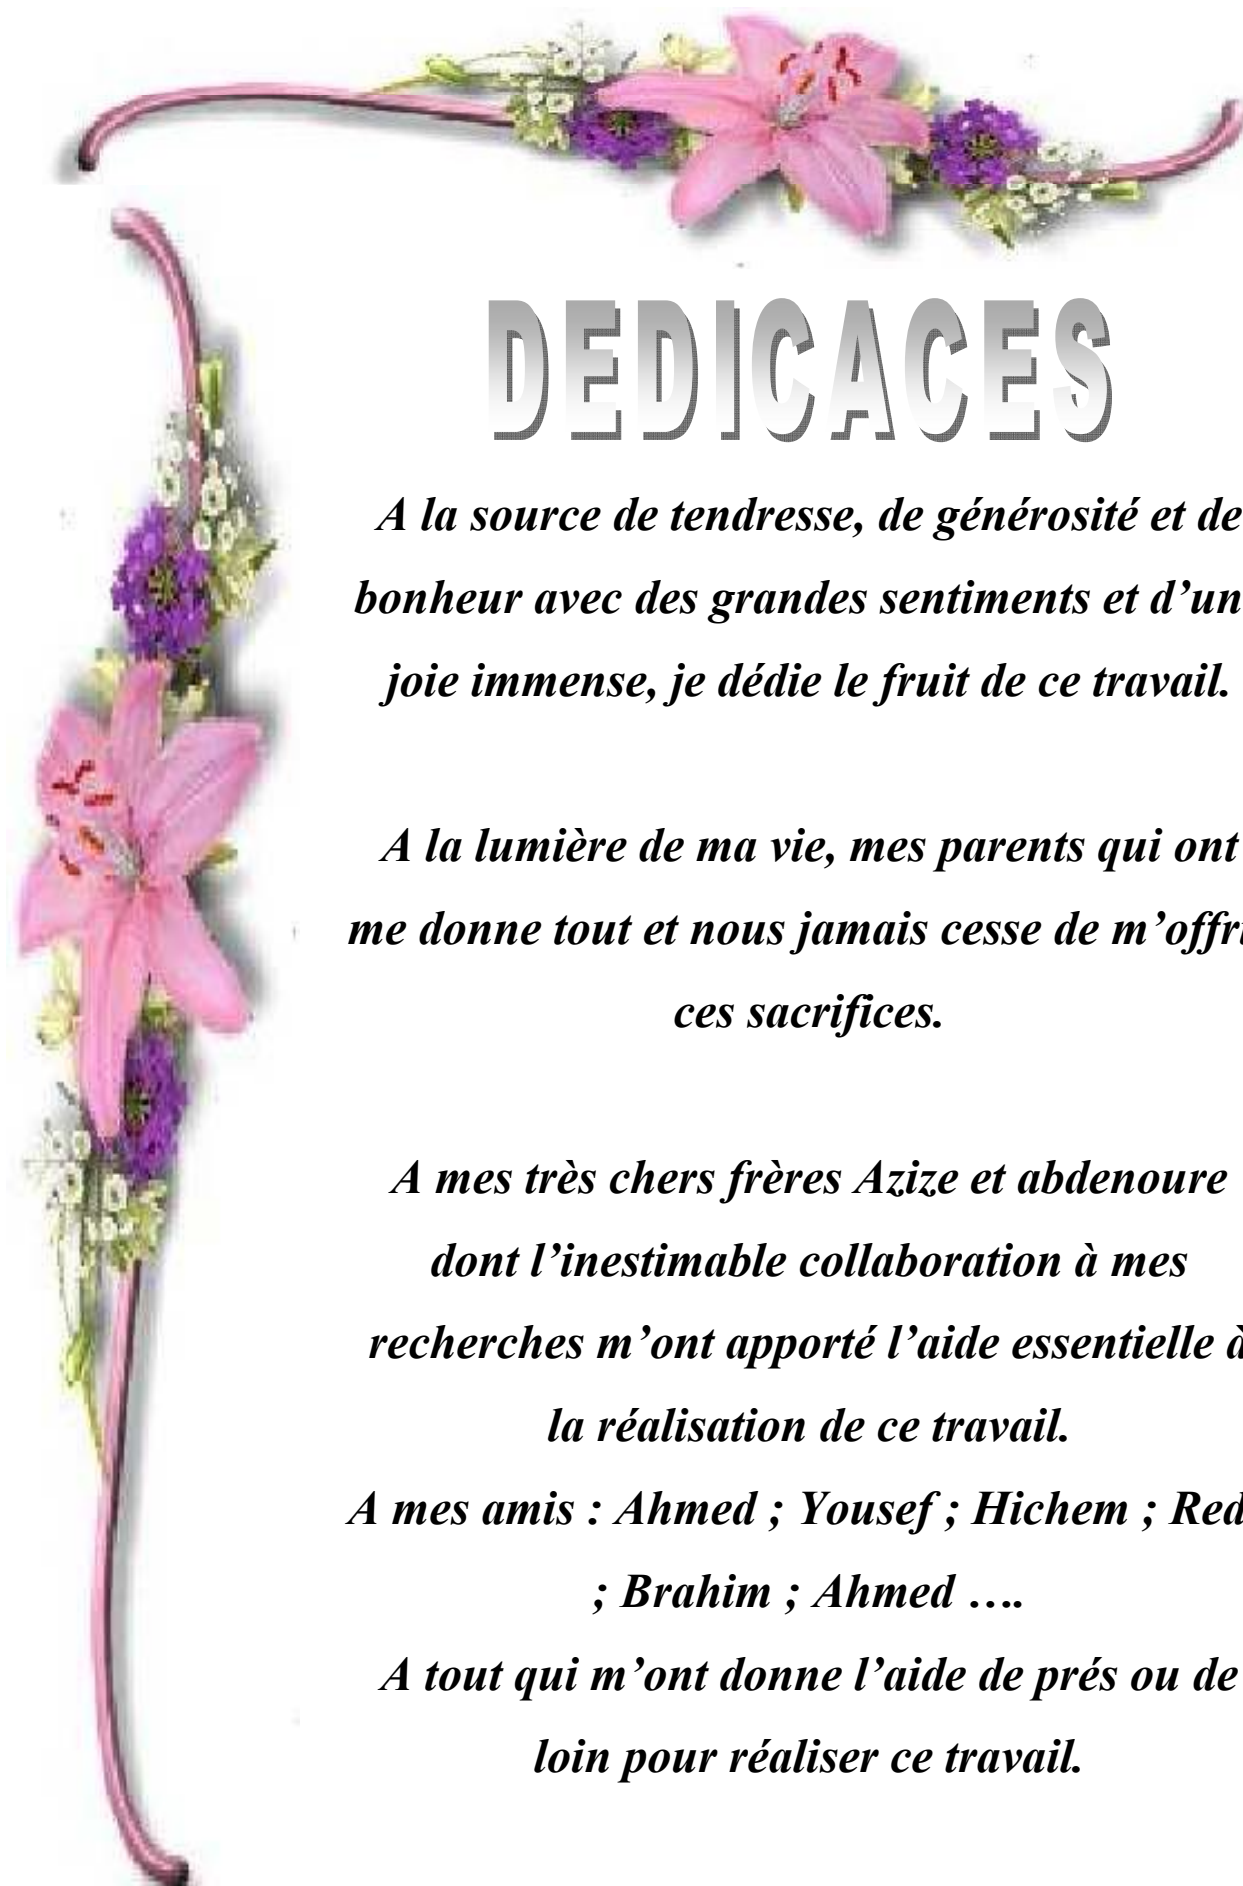 DEDICACES
A la source de tendresse, de générosité et de
bonheur avec des grandes sentiments et d’un
joie immense, je dédie le fruit de ce travail.
A la lumière de ma vie, mes parents qui ont
me donne tout et nous jamais cesse de m’offri
ces sacrifices.
A mes très chers frères Azize et abdenoure
dont l’inestimable collaboration à mes
recherches m’ont apporté l’aide essentielle à
la réalisation de ce travail.
A mes amis : Ahmed ; Yousef ; Hichem ; Red
; Brahim ; Ahmed ….
A tout qui m’ont donne l’aide de prés ou de
loin pour réaliser ce travail.